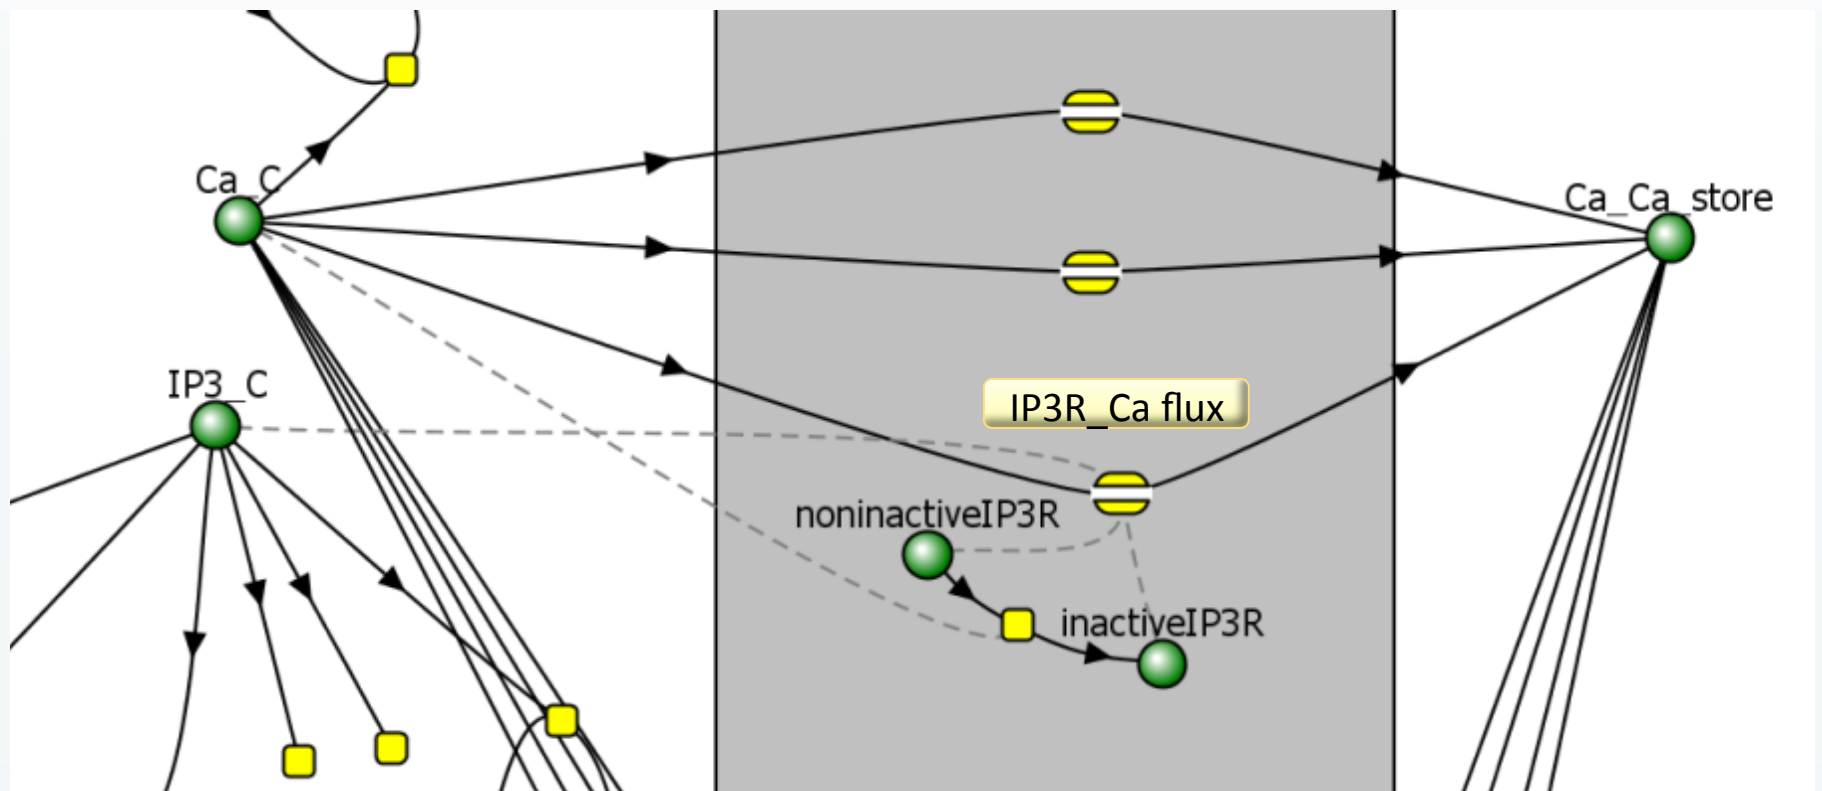 Ca_C
Ca_Ca_store
IP3_C
IP3R_Ca flux
noninactiveIP3R
inactiveIP3R